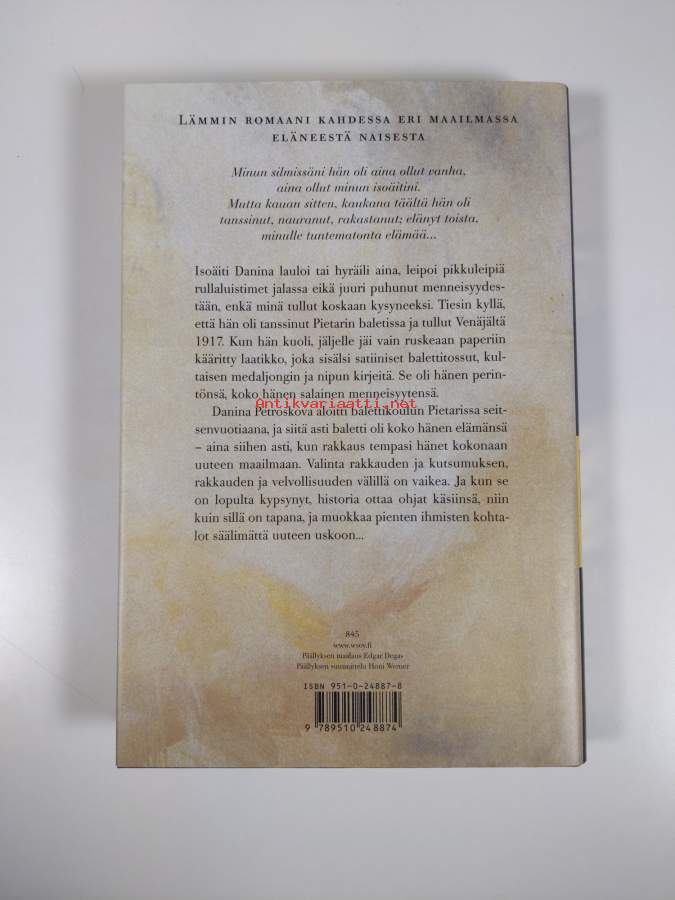 LÄMMIN ROMAANI KAHDESSA ERI MAAILMASSA
ELÄNEESTÄ NAISESTA
Minun silmissäni hän oli aina ollut vanha,
aina ollut minun isoäitini.
Mutta kauan sitten, kaukana täältä hän oli
tanssinut, nauranut, rakastanut; elänyt toista,
minulle tuntematonta elämää...
Isoäiti Danina lauloi tai hyräili aina, leipoi pikkuleipiä
rullaluistimet jalassa eikä juuri puhunut menneisyydes-
tään, enkä minä tullut koskaan kysyneeksi. Tiesin kyllä,
että hän oli tanssinut Pietarin baletissa ja tullut Venäjältä
1917. Kun hän kuoli, jäljelle jäi vain ruskeaan paperiin
kääritty laatikko, joka sisälsi satiiniset balettitossut, kul-
taisen medaljongin ja nipun kirjeitä. Se oli hänen perin-
tönsä, koko hänen salainen menneisyytensä.
Antikvariaatti.net
Danina Petroskova aloitti balettikoulun Pietarissa seit-
senvuotiaana, ja siitä asti baletti oli koko hänen elämänsä
– aina siihen asti, kun rakkaus tempasi hänet kokonaan
uuteen maailmaan. Valinta rakkauden ja kutsumuksen,
rakkauden ja velvollisuuden välillä on vaikea. Ja kun se
on lopulta kypsynyt, historia ottaa ohjat käsiinsä, niin
kuin sillä on tapana, ja muokkaa pienten ihmisten kohta-
lot säälimättä uuteen uskoon...
845
www.wsoy.fi
Päällyksen maalaus Edgar Degas
Päällyksen suunnittelu Honi Werner
ISBN 951-0-24887-8
9 789510 248874